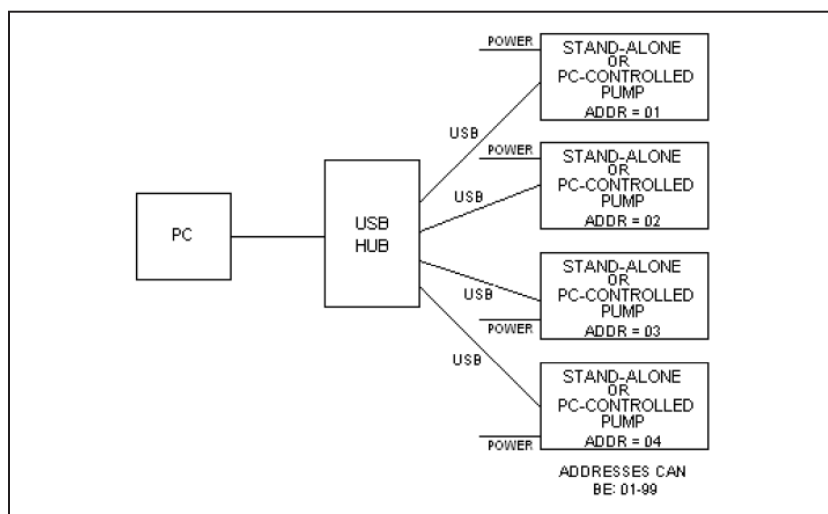 POWER
STAND-ALONE
OR
PC-CONTROLLED
PUMP
ADDR = 01
USB
POWER
STAND-ALONE
OR
PC-CONTROLLED
PUMP
ADDR = 02
USB
PC
USB
HUB
USB
STAND-ALONE
OR
PC-CONTROLLED
PUMP
ADDR = 03
POWER
USB
STAND-ALONE
OR
PC-CONTROLLED
PUMP
ADDR = 04
POWER
ADDRESSES CAN
BE: 01-99